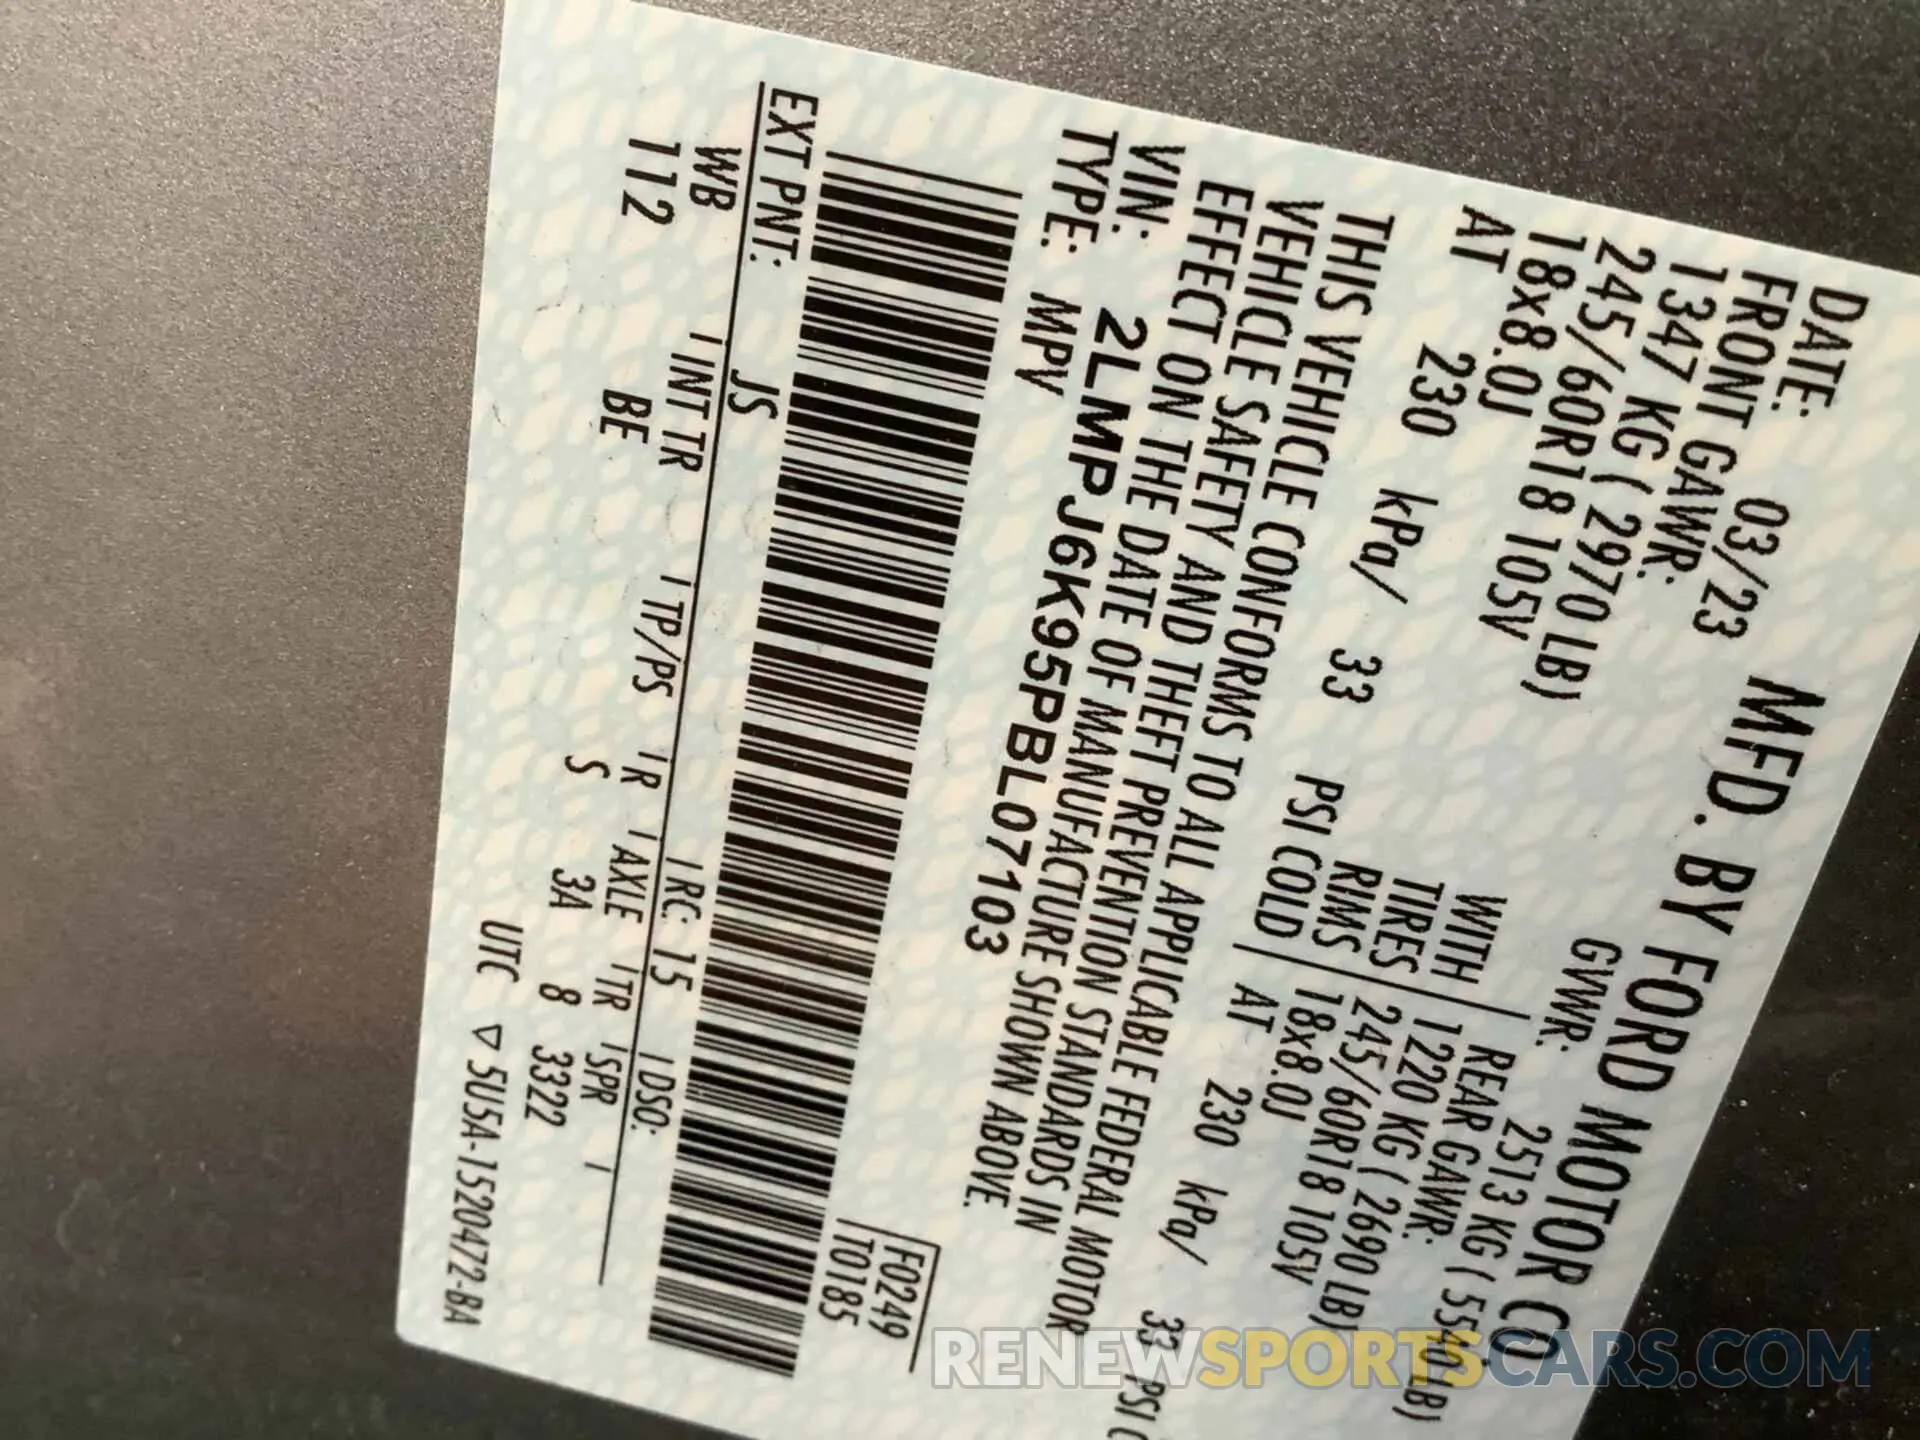 MFD. BY FORD MOTOR CO.
DATE: 03/23 GVWR: 2513 KG ( 5540 LB)
FRONT GAWR: REAR GAWR:
1347 KG ( 2970 LB) WITH 1220 KG ( 2690 LB)
245/60R18 105V TIRES 245/60R18 105V
18x8.0J RIMS 18x8.0J
AT 230 kPa/ 33 PSI COLD AT 230 kPa/ 33 PSI
THIS VEHICLE CONFORMS TO ALL APPLICABLE FEDERAL MOTOR
VEHICLE SAFETY AND THEFT PREVENTION STANDARDS IN
EFFECT ON THE DATE OF MANUFACTURE SHOWN ABOVE.
VIN: 2LMPJ6K95PBL07103
TYPE: MPV
F0249
T0185
EXT PNT: JS RC: 15 DSO:
WB INT TR TP/PS R AXLE TR SPR
112 BE S 3A 8 3322
UTC ▽ 5U5A-1520472-BA
RENEWSPORTSCARS.COM